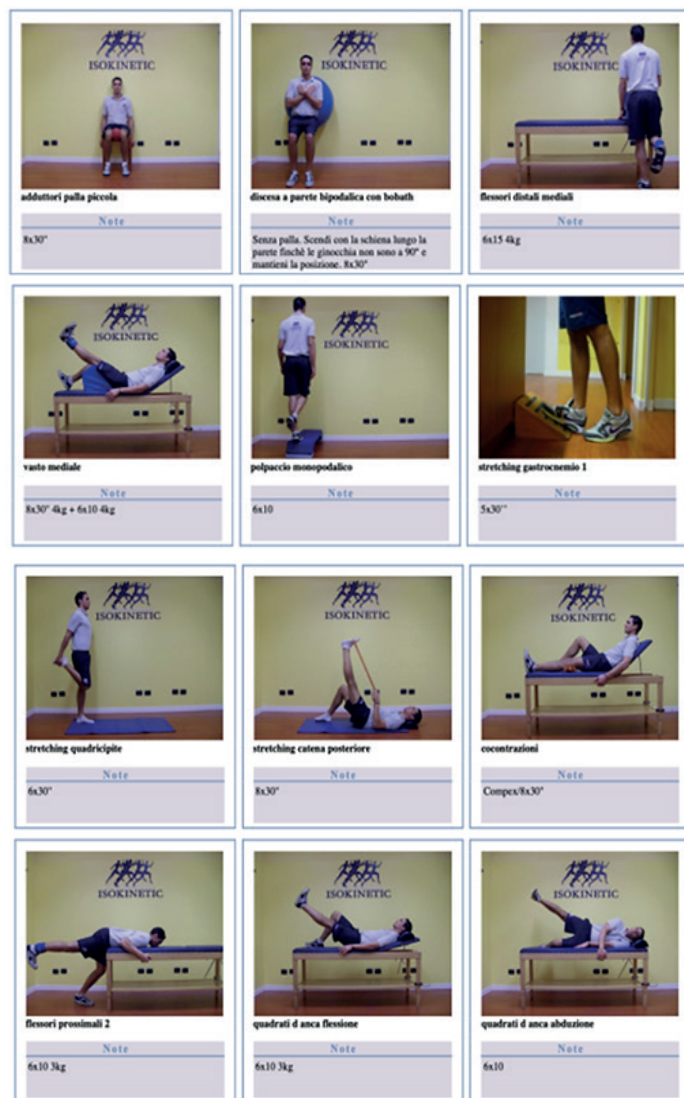 ISOKINETIC
ISOKINETIC
ISOKINETIC
adduttori palla piccola
discesa a parete bipodalica con bobath
flessori distali mediali
Note
Note
Note
8x30"
Senza palla. Scendi con la schiena lungo la
parete finchè le ginocchia non sono a 90° e
mantieni la posizione. 8x30"
6x15 4kg
ISOKINETIC
ISOKINETIC
vasto mediale
polpaccio monopodalico
stretching gastrocnemio 1
Note
Note
Note
8x30" 4kg + 6x10 4kg
6x10
5x30'"
ISOKINETIC
ISOKINETIC
ISOKINETIC
stretching quadricipite
stretching catena posteriore
cocontrazioni
Note
Note
Note
6x30"
8x30"
Compex/8x30"
ISOKINETIC
ISOKINETIC
ISOKINETIC
flessori prossimali 2
quadrati d anca flessione
quadrati d anca abduzione
Note
Note
Note
6x10 3kg
6x10 3kg
6x10